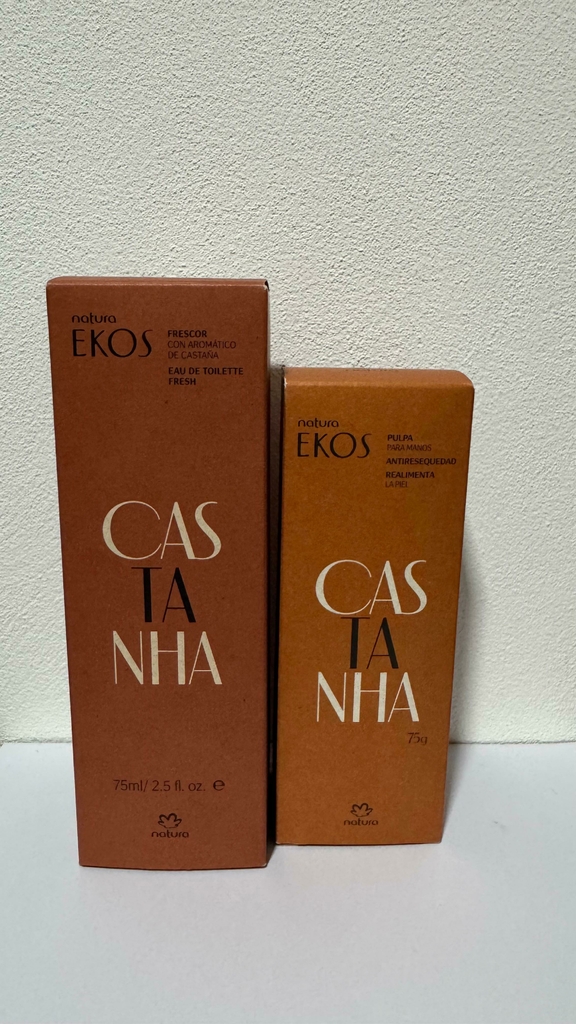 natura
EKOS
FRESCOR
CON AROMÁTICO
DE CASTAÑA
EAU DE TOILETTE
FRESH
CAS
TA
NHA
75ml/ 2.5 fl. oz. ℮
natura
natura
EKOS
PULPA
PARA MANOS
ANTIRESEQUEDAD
REALIMENTA
LA PIEL
CAS
TA
NHA
75g
natura